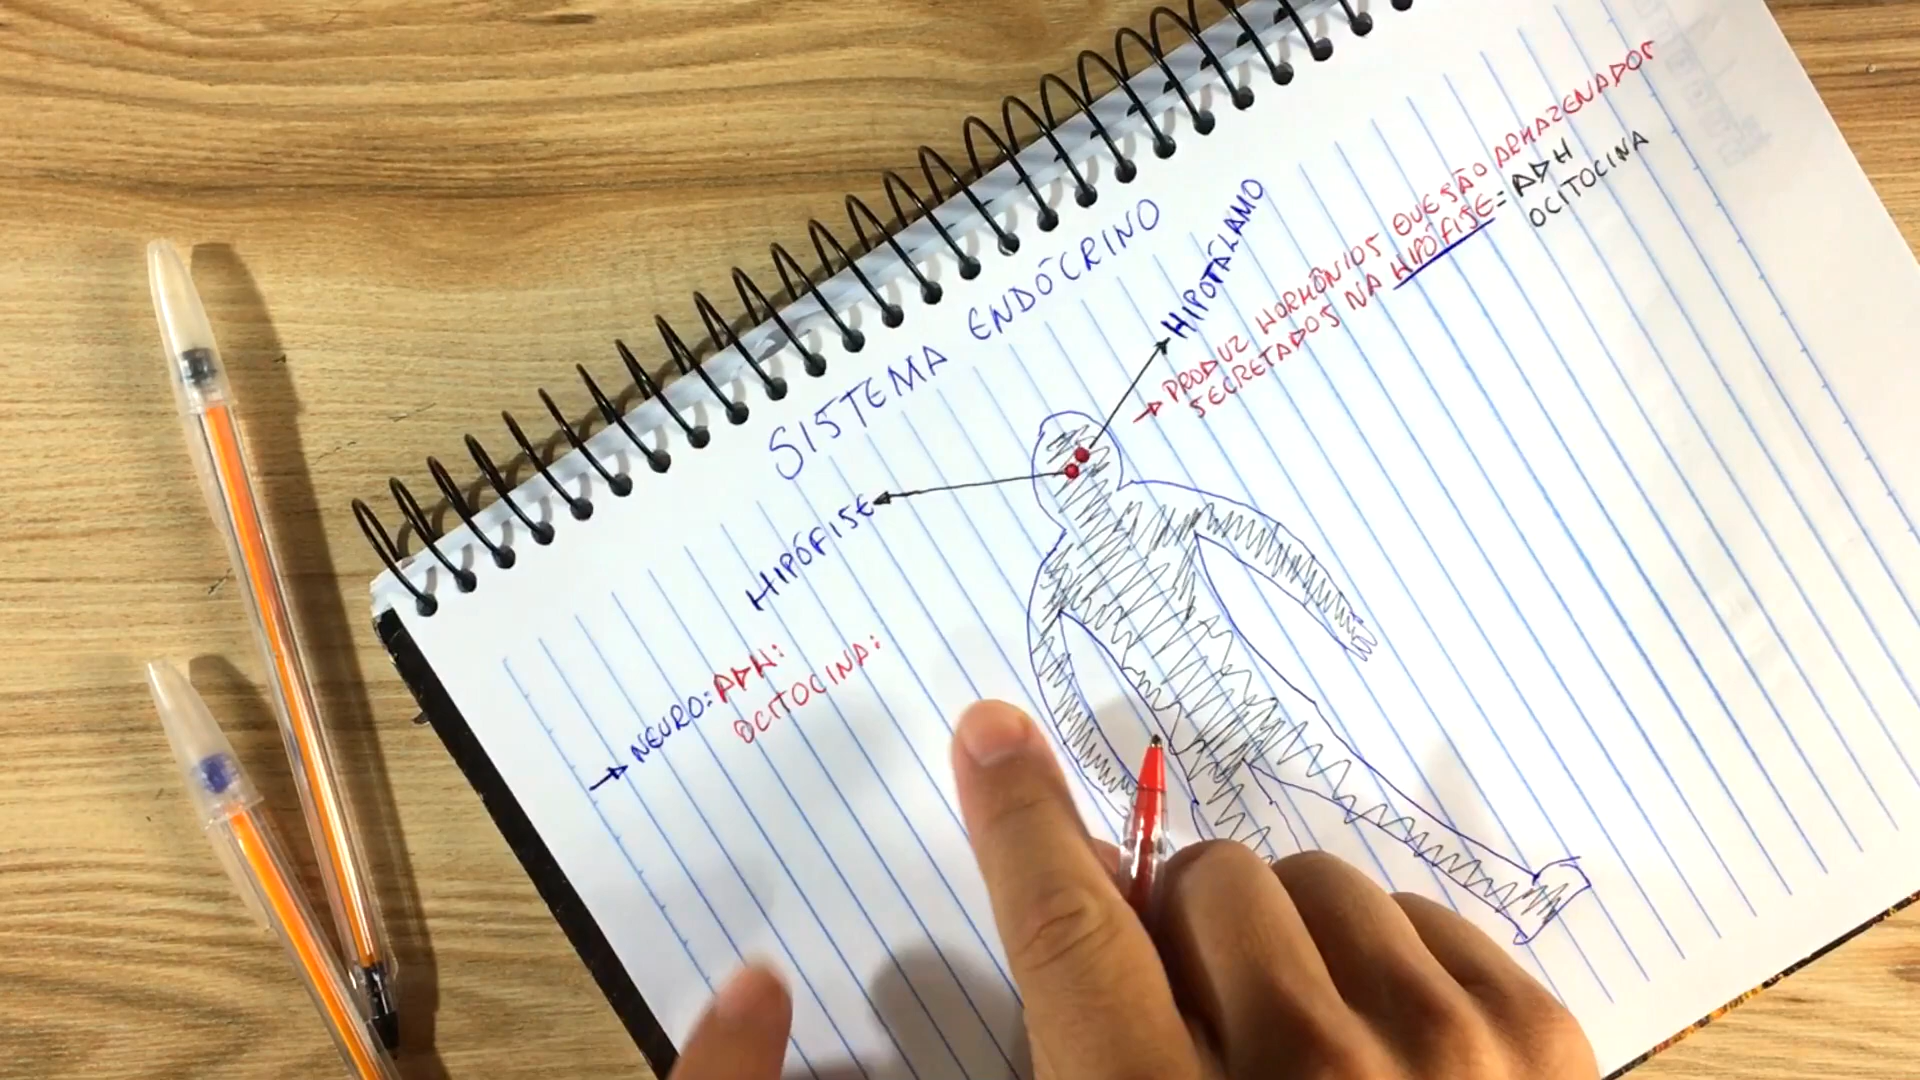 SISTEMA ENDÓCRINO
HIPOTÁLAMO
→ PRODUZ HORMÔNIOS QUE SÃO ARMAZENADOS
SECRETADOS NA HIPÓFISE = ADH
OCITOCINA
HIPÓFISE
→ NEURO: ADH:
OCITOCINA: